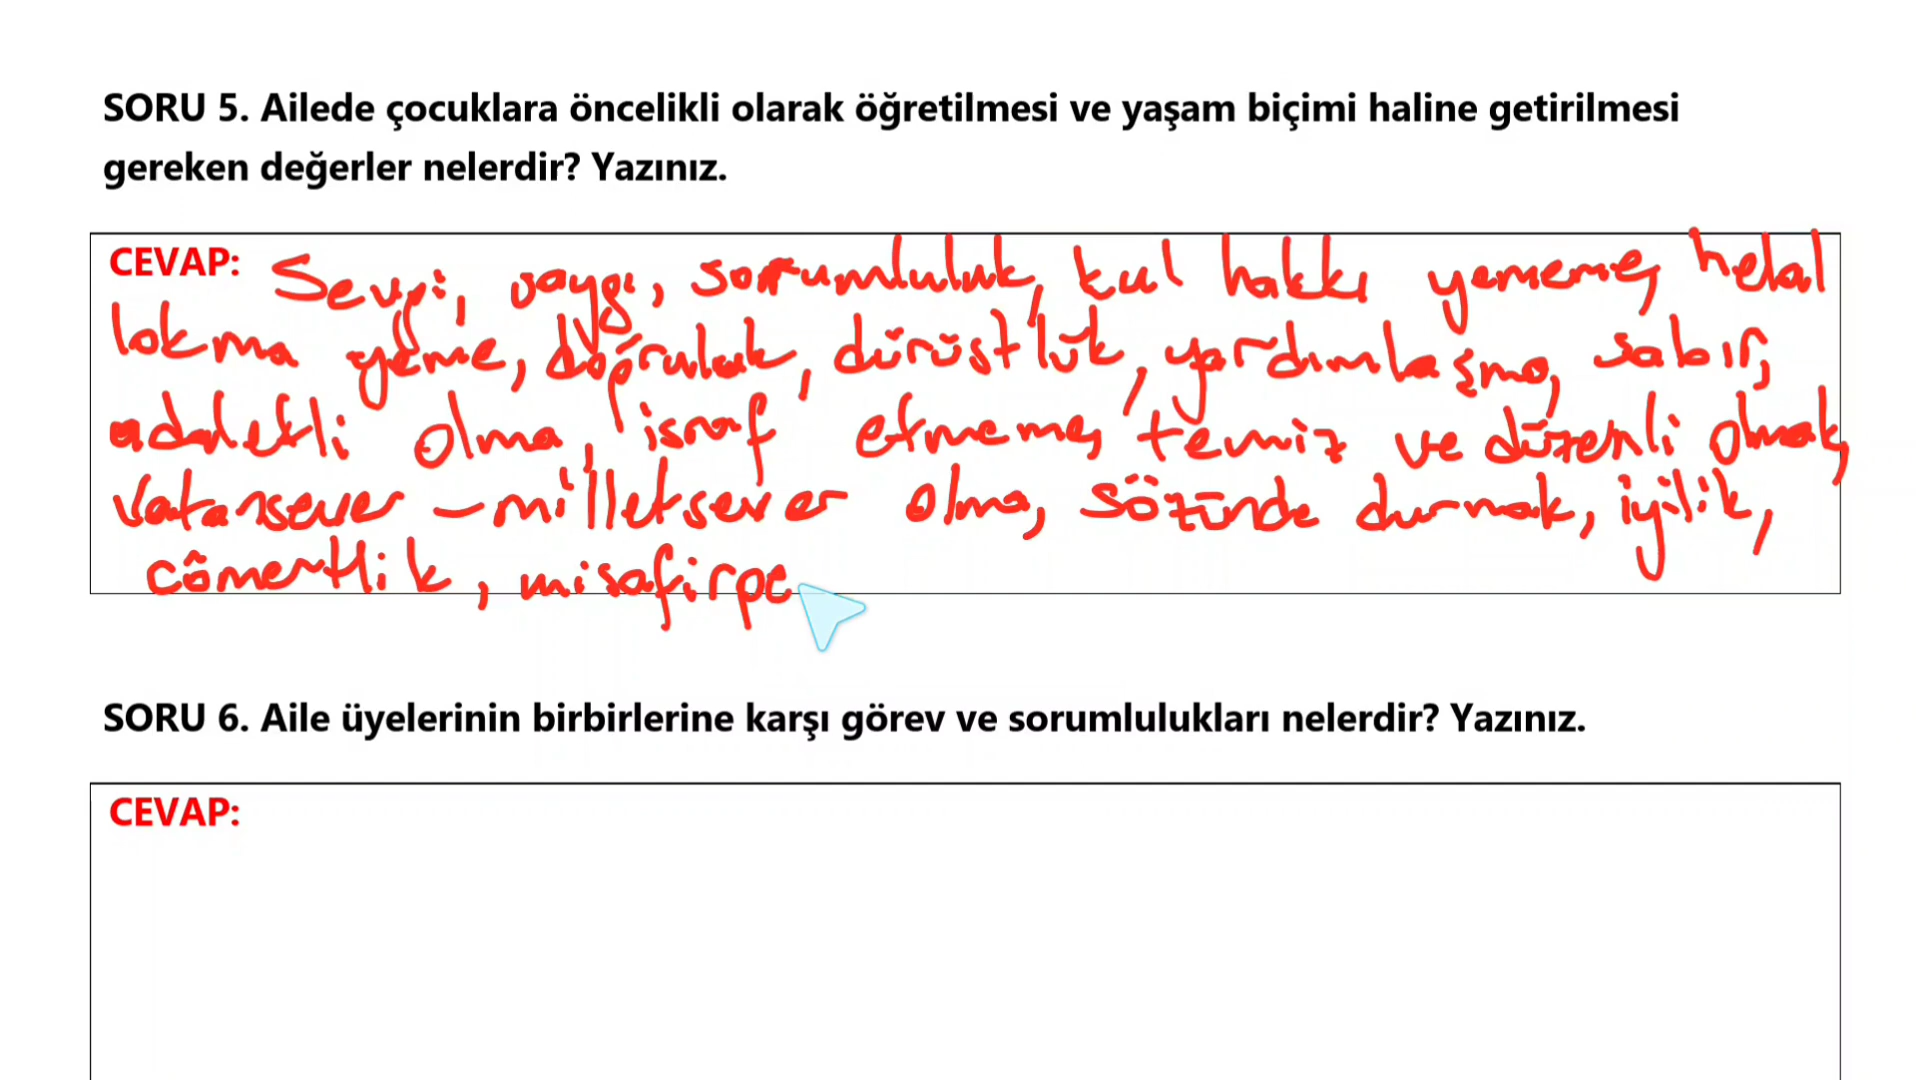 SORU 5. Ailede çocuklara öncelikli olarak öğretilmesi ve yaşam biçimi haline getirilmesi
gereken değerler nelerdir? Yazınız.
CEVAP: Sevgi, saygı, sorumluluk, kul hakkı yememe, helal
lokma yeme, doğruluk, dürüstlük, yardımlaşma, sabır,
adaletli olma, israf etmeme, temiz ve düzenli olmak,
vatansever - milletsever olma, sözünde durmak, iyilik,
cömertlik, misafirpe
SORU 6. Aile üyelerinin birbirlerine karşı görev ve sorumlulukları nelerdir? Yazınız.
CEVAP: